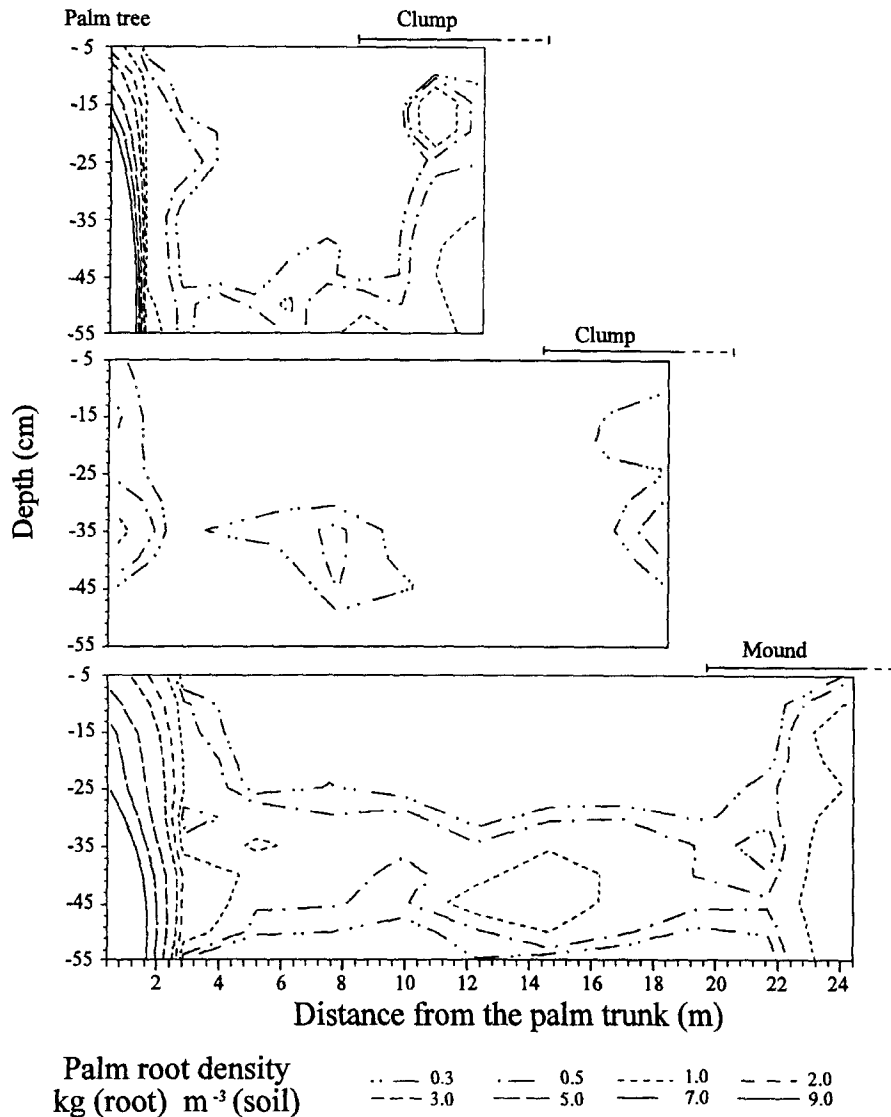 Palm tree
Clump
- 5
-15
-25
-35
-45
-55
Clump
- 5
-15
-25
-35
-45
-55
Depth (cm)
Mound
- 5
-15
-25
-35
-45
-55
2 4 6 8 10 12 14 16 18 20 22 24
Distance from the palm trunk (m)
Palm root density
kg (root) m⁻³ (soil)
0.3 0.5 1.0 2.0
3.0 5.0 7.0 9.0